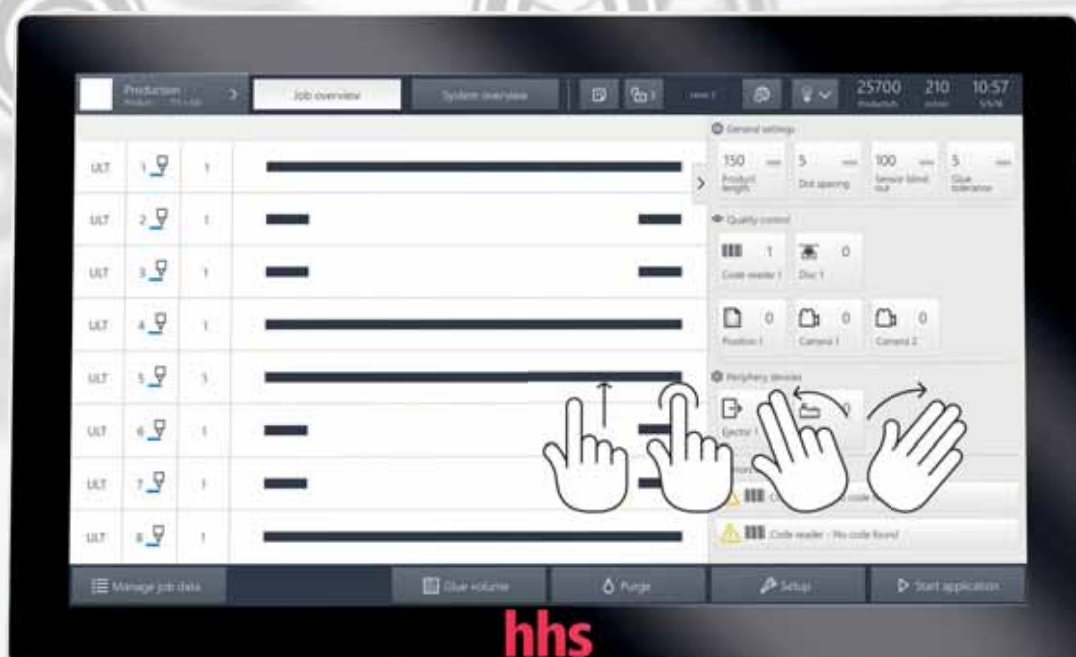 Production
Job overview
System overview
25700
210
10:57
General settings
150
Product length
5
Dot spacing
100
Sensor blind out
5
Glue tolerance
Quality control
1
Code reader 1
0
Disc 1
0
Position 1
0
Camera 1
0
Camera 2
Periphery devices
Ejector 1
ULT 1 1
ULT 2 1
ULT 3 1
ULT 4 1
ULT 5
ULT 6 1
ULT 7 1
ULT 8 1
Code reader - No code found
Manage job data
Glue volume
Purge
Setup
Start application
hhs